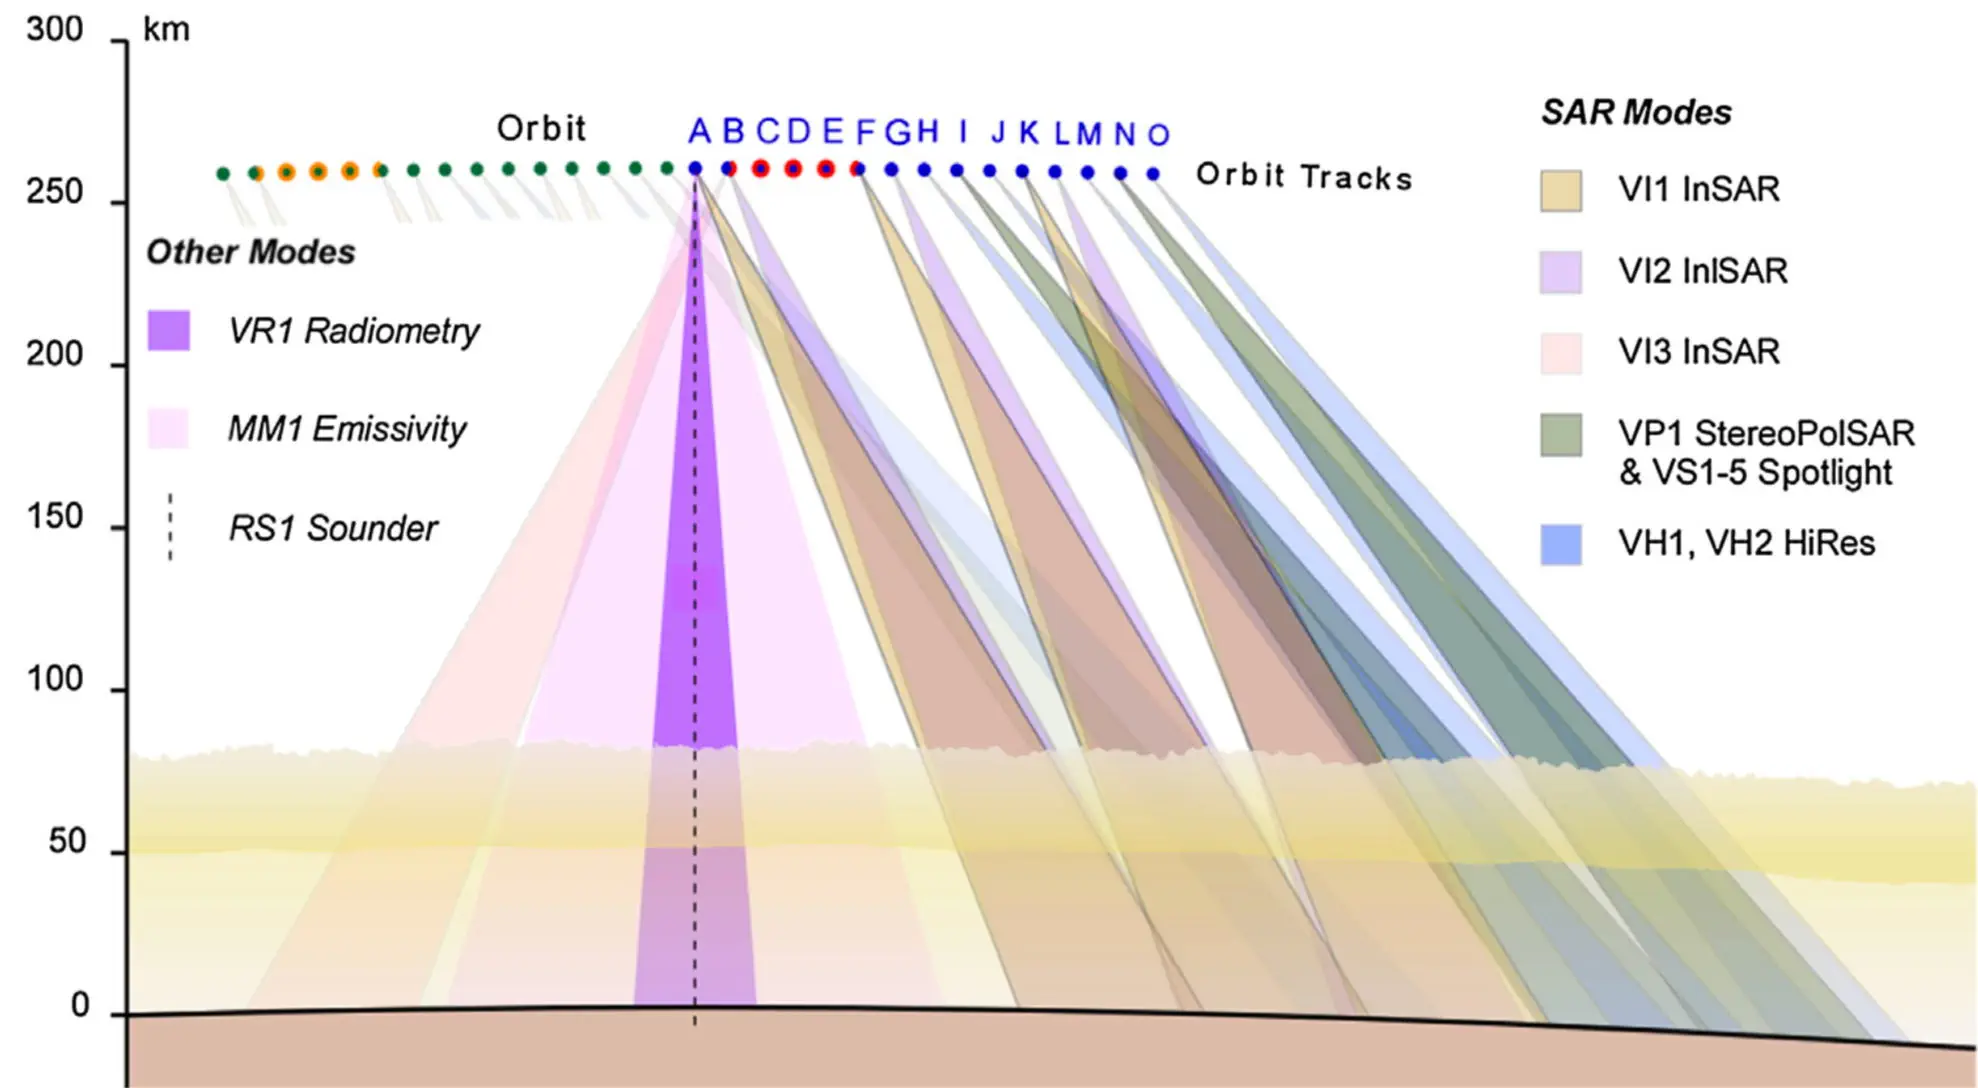 300 km
250
200
150
100
50
0
Orbit
A B C D E F G H I J K L M N O
Orbit Tracks
Other Modes
VR1 Radiometry
MM1 Emissivity
RS1 Sounder
SAR Modes
VI1 InSAR
VI2 InISAR
VI3 InSAR
VP1 StereoPolSAR
& VS1-5 Spotlight
VH1, VH2 HiRes